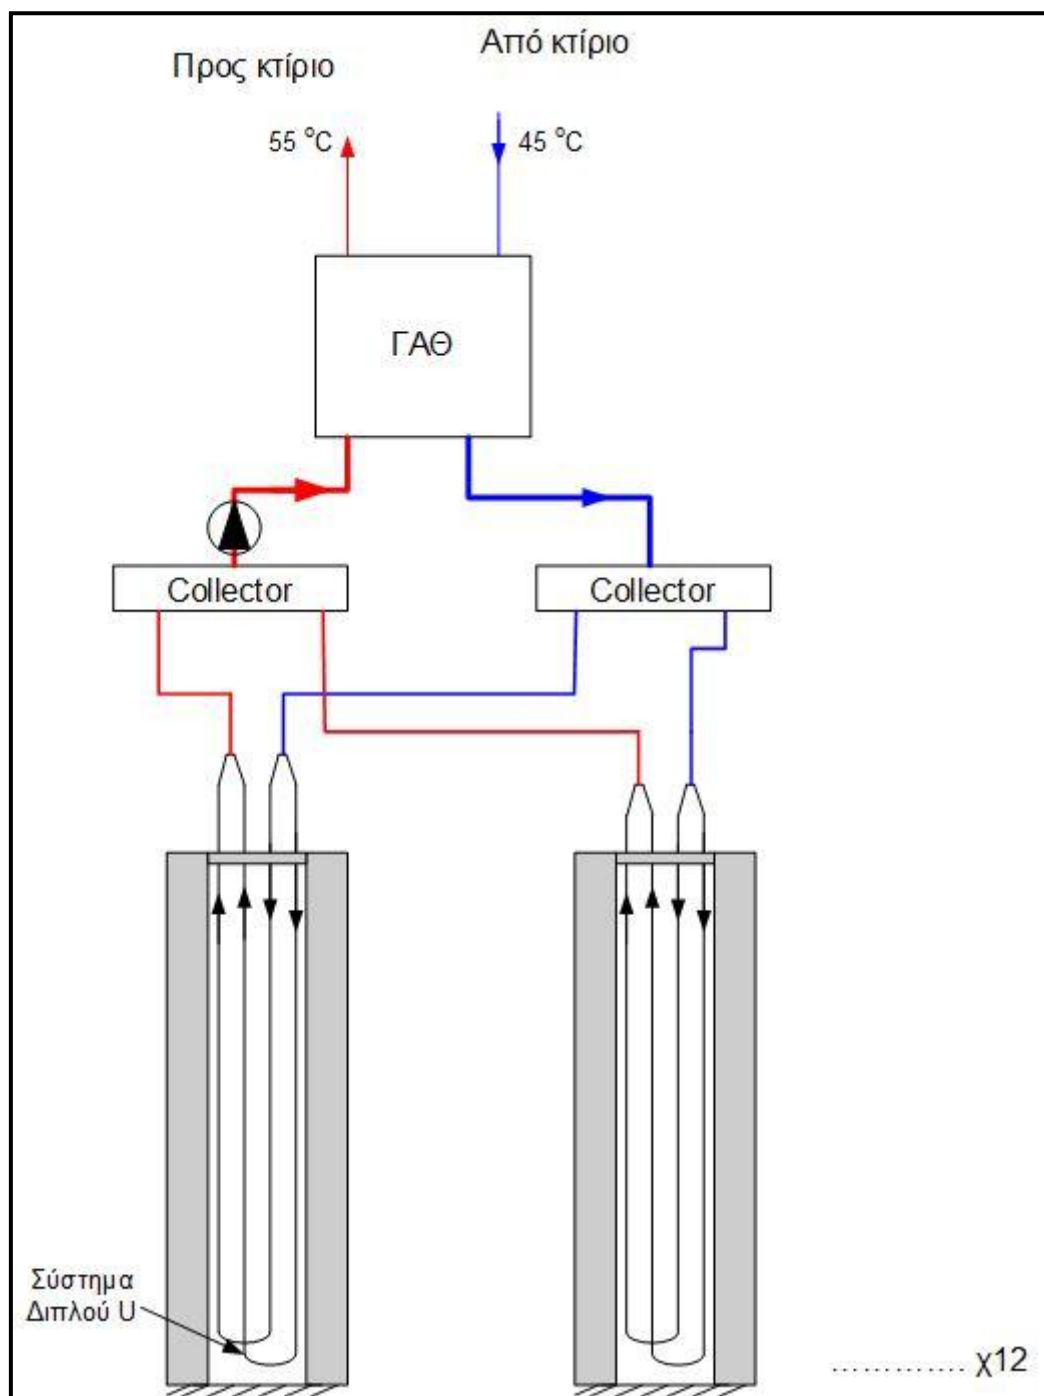 Από κτίριο
Προς κτίριο
55 °C
45 °C
ΓΑΘ
Collector
Collector
Σύστημα
Διπλού U
............. χ12